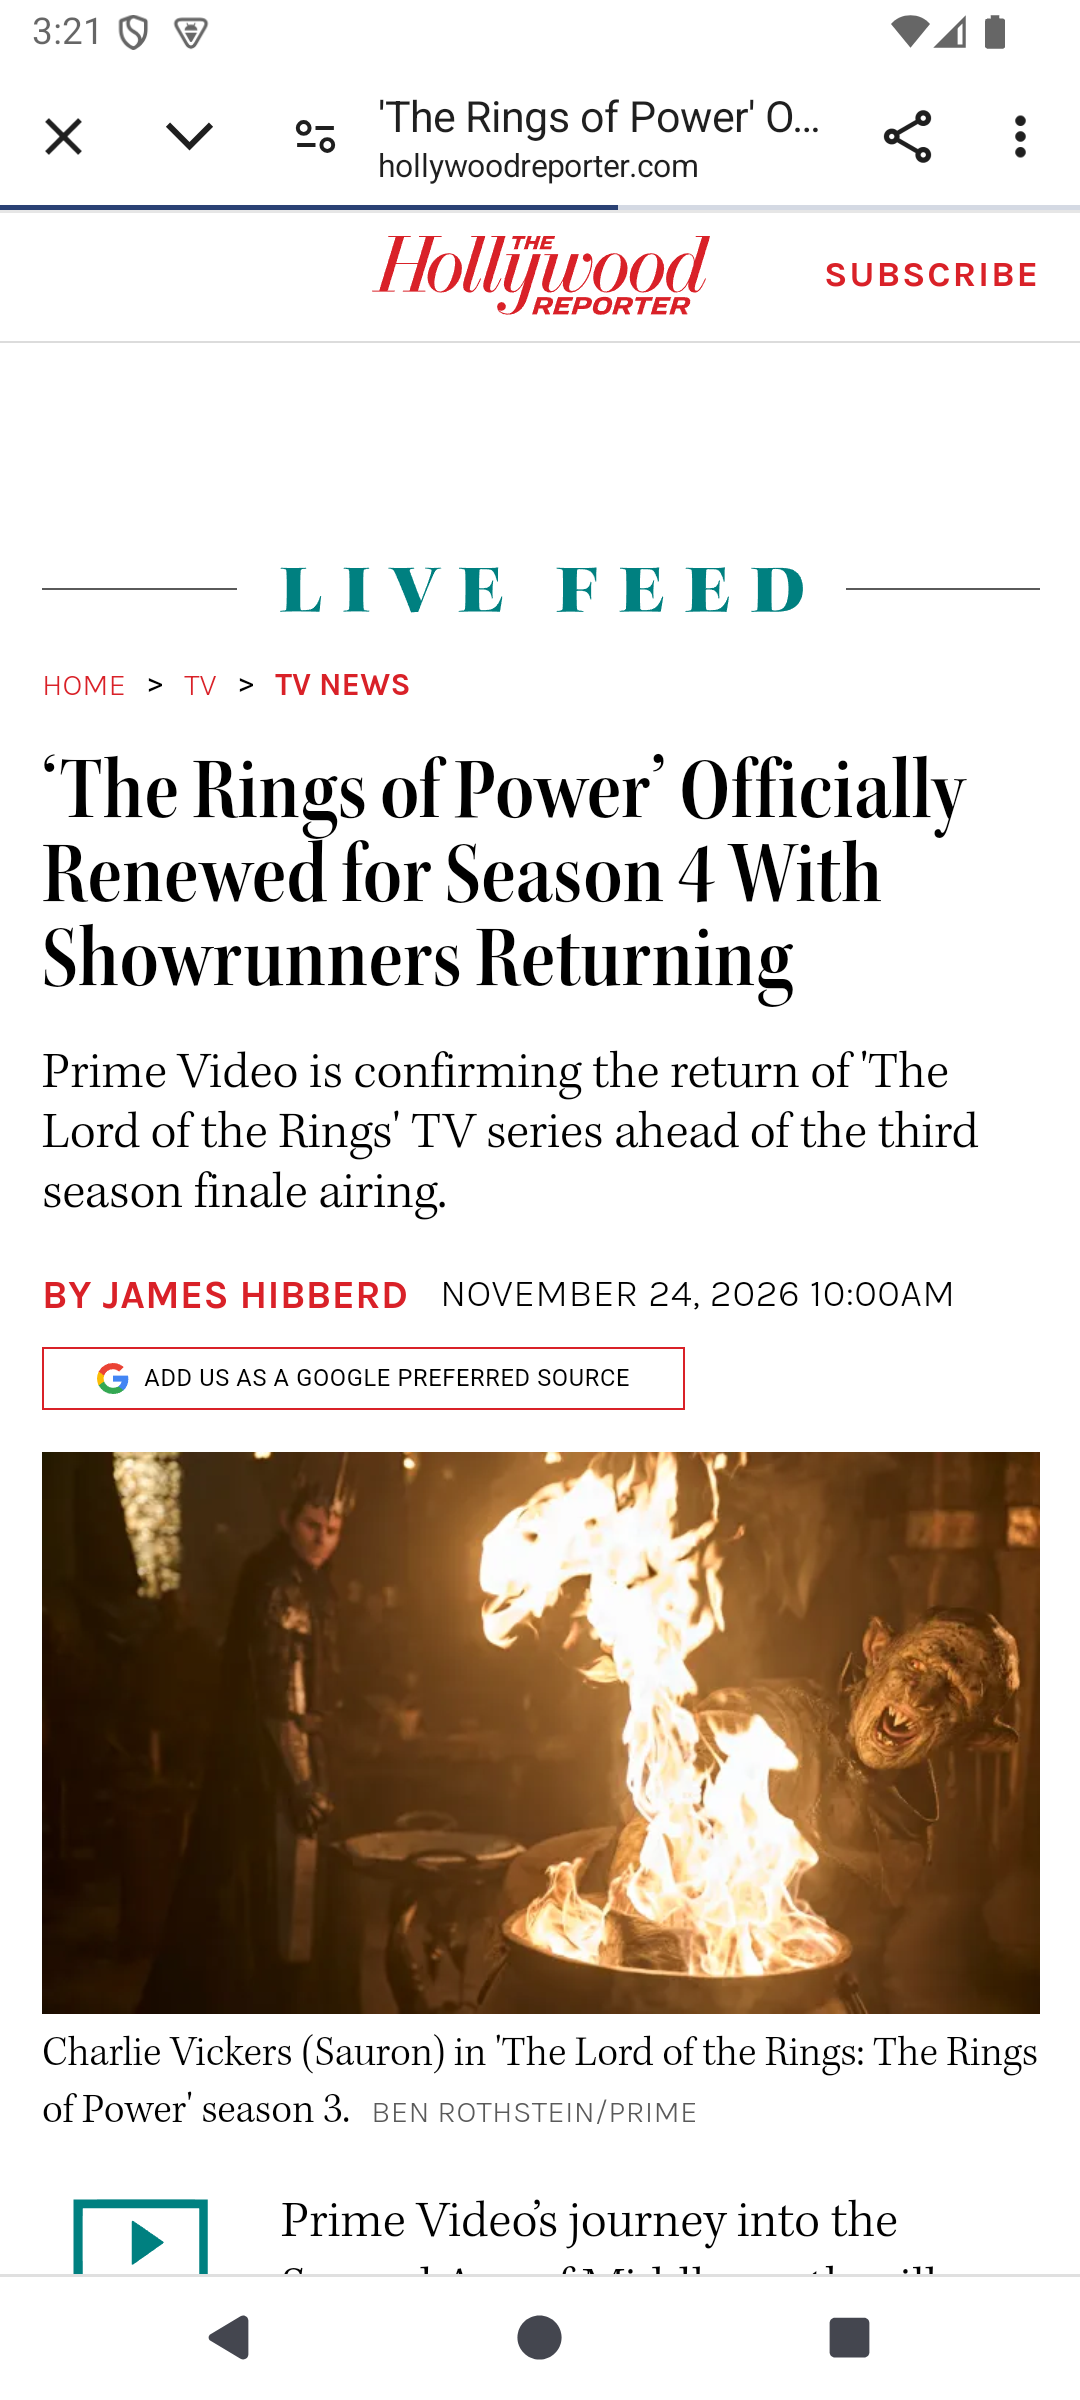 3:21
'The Rings of Power' O...
hollywoodreporter.com
THE
Hollywood
REPORTER
SUBSCRIBE
LIVE FEED
HOME > TV > TV NEWS
‘The Rings of Power’ Officially
Renewed for Season 4 With
Showrunners Returning
Prime Video is confirming the return of 'The
Lord of the Rings' TV series ahead of the third
season finale airing.
BY JAMES HIBBERD NOVEMBER 24, 2026 10:00AM
ADD US AS A GOOGLE PREFERRED SOURCE
Charlie Vickers (Sauron) in 'The Lord of the Rings: The Rings
of Power' season 3. BEN ROTHSTEIN/PRIME
Prime Video’s journey into the